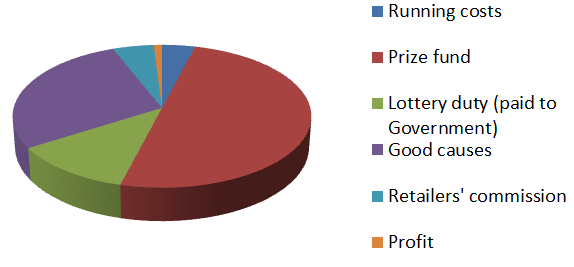 Running costs
Prize fund
Lottery duty (paid to
Government)
Good causes
Retailers' commission
Profit